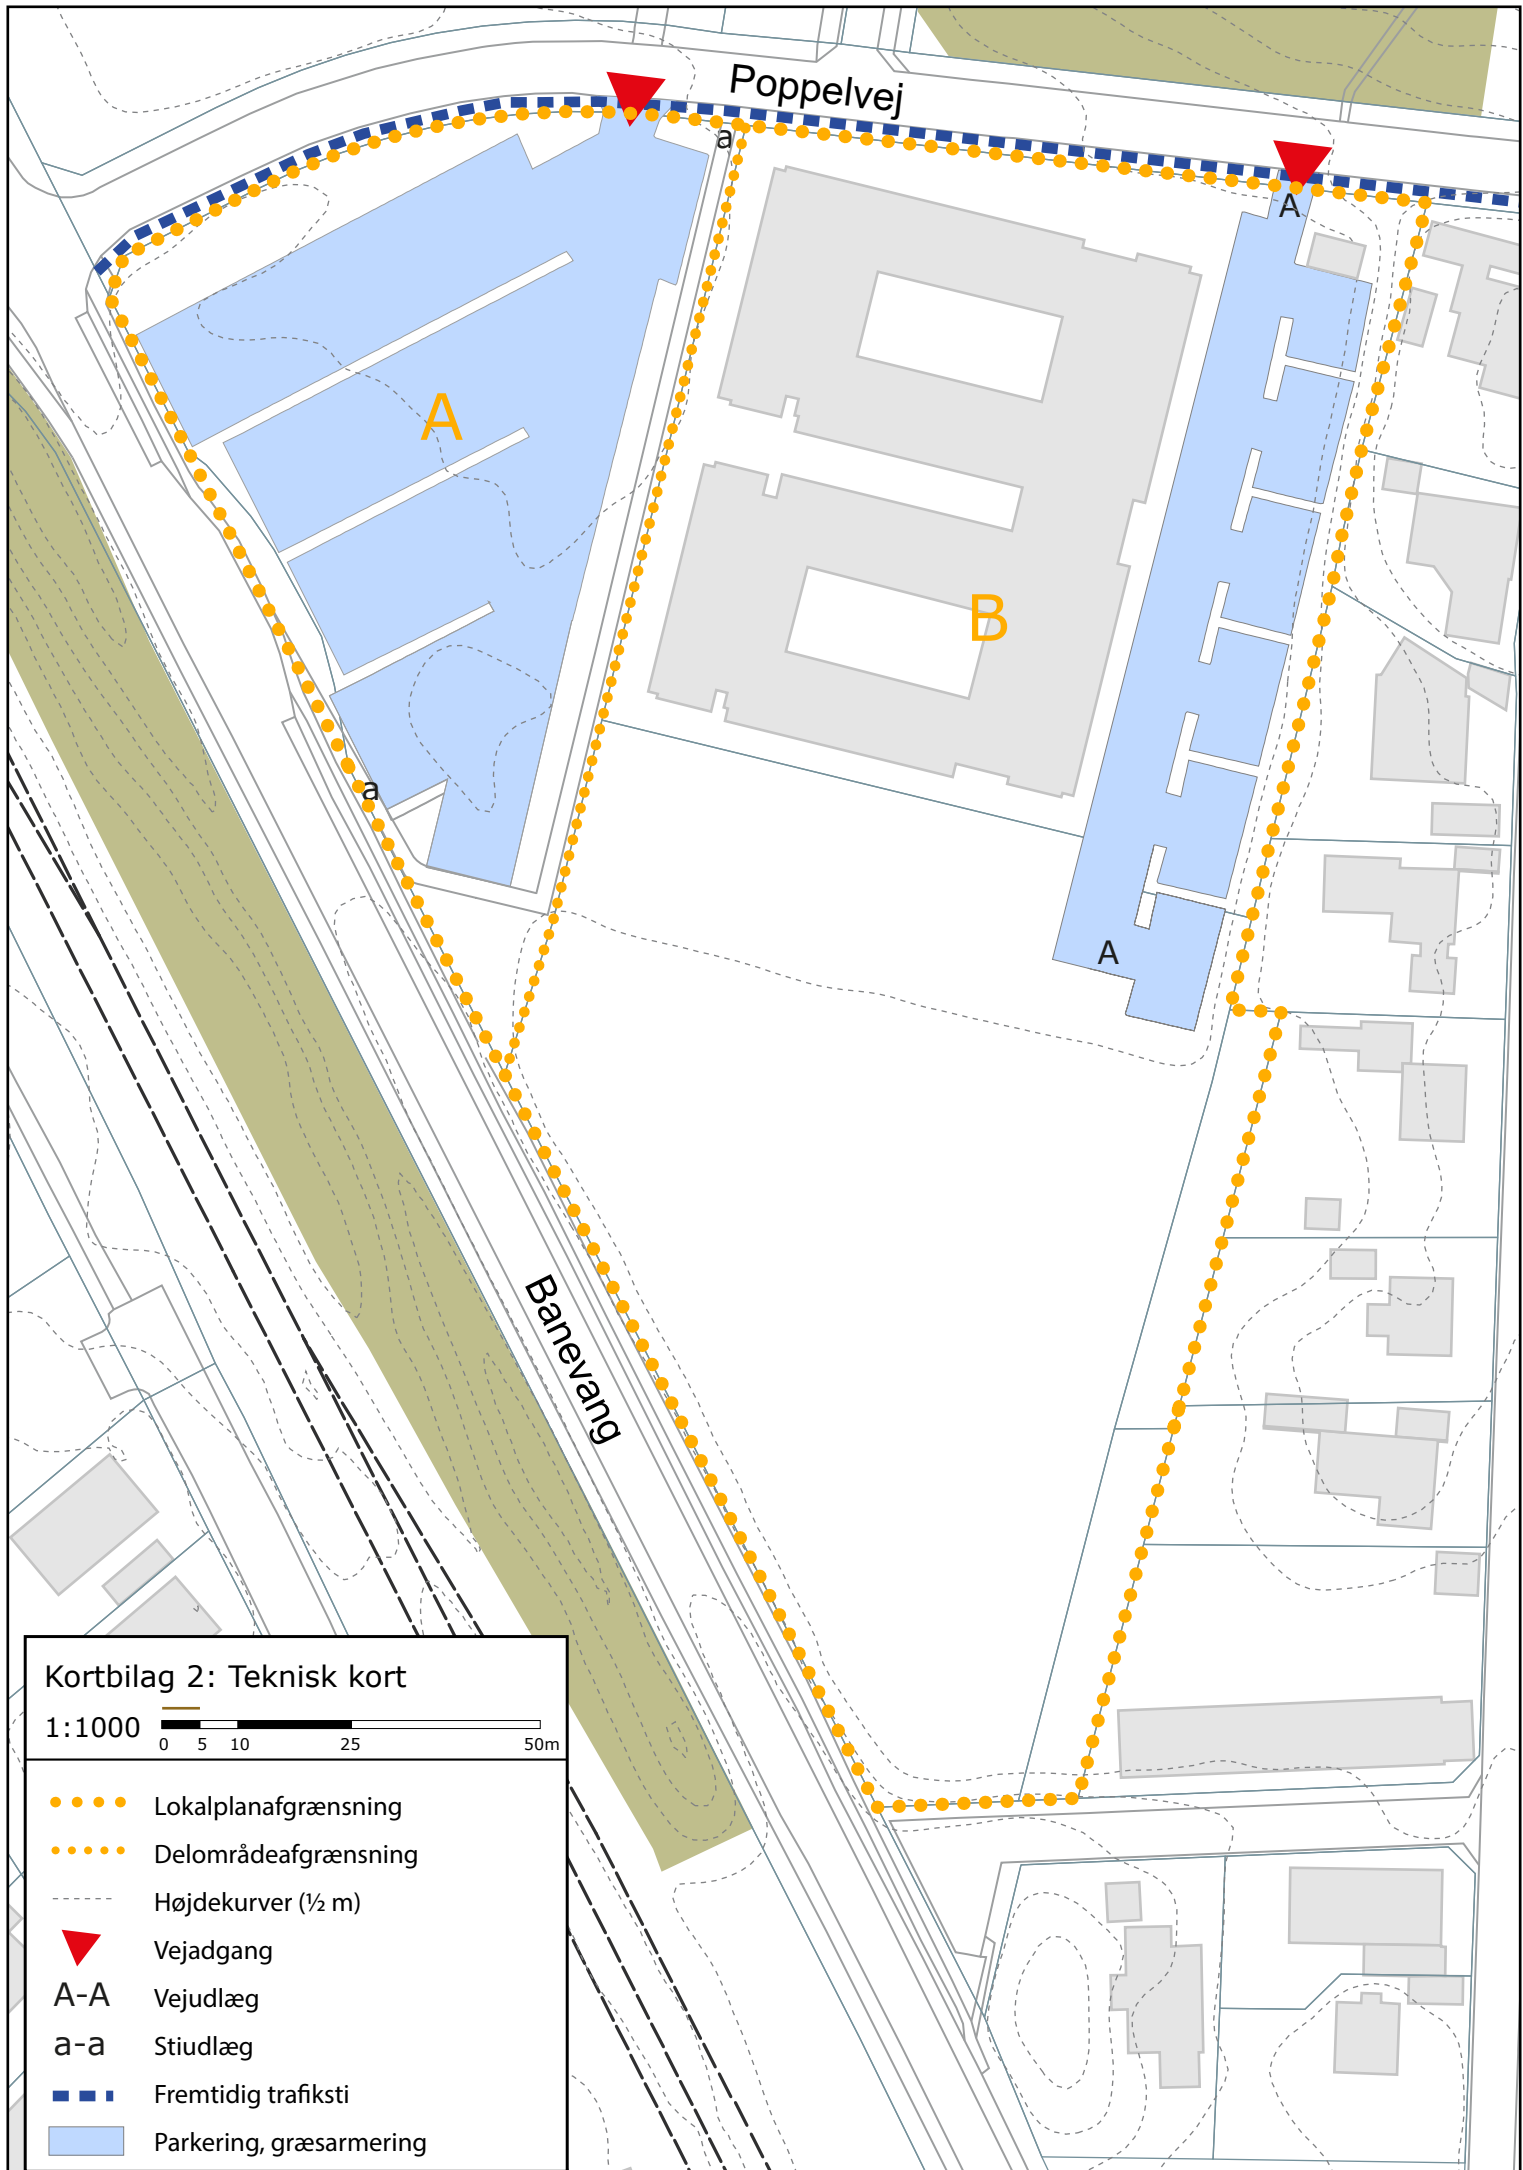 Poppelvej
a
A
A
B
a
A
Banevang
Kortbilag 2: Teknisk kort
1:1000
0 5 10 25 50m
Lokalplanafgrænsning
Delområdeafgrænsning
Højdekurver (½ m)
Vejadgang
A-A Vejudlæg
a-a Stiudlæg
Fremtidig trafiksti
Parkering, græsarmering